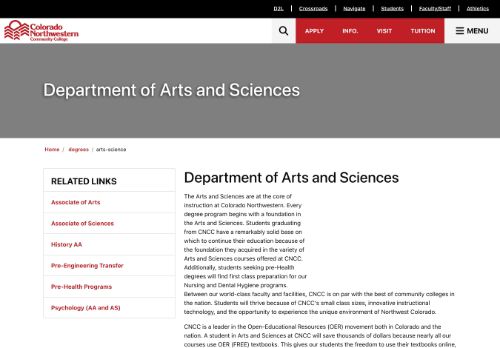 D2L | Crossroads | Navigate | Students | Faculty/Staff | Athletics
Colorado
Northwestern
Community College
APPLY INFO. VISIT TUITION MENU
Department of Arts and Sciences
Home / degrees / arts-science
RELATED LINKS
Associate of Arts
Associate of Sciences
History AA
Pre-Engineering Transfer
Pre-Health Programs
Psychology (AA and AS)
Department of Arts and Sciences
The Arts and Sciences are at the core of
instruction at Colorado Northwestern. Every
degree program begins with a foundation in
the Arts and Sciences. Students graduating
from CNCC have a remarkably solid base on
which to continue their education because of
the foundation they acquired in the variety of
Arts and Sciences courses offered at CNCC.
Additionally, students seeking pre-Health
degrees will find first class preparation for our
Nursing and Dental Hygiene programs.
Between our world-class faculty and facilities, CNCC is on par with the best of community colleges in
the nation. Students will thrive because of CNCC's small class sizes, innovative instructional
technology, and the opportunity to experience the unique environment of Northwest Colorado.
CNCC is a leader in the Open-Educational Resources (OER) movement both in Colorado and the
nation. A student in Arts and Sciences at CNCC will save thousands of dollars because nearly all our
courses use OER (FREE) textbooks. This gives our students the freedom to use their textbooks online,